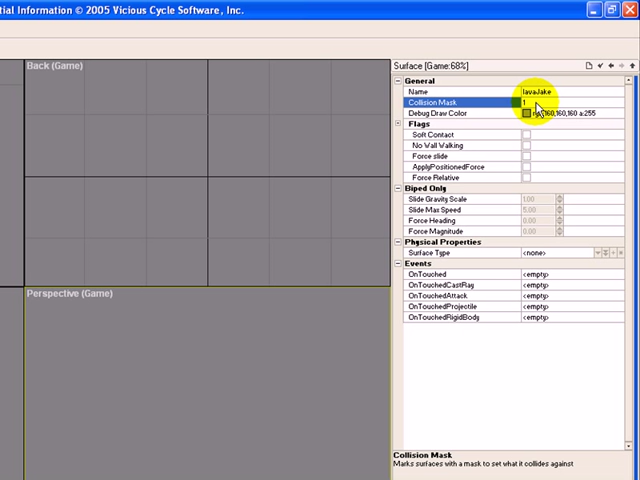 tial Information © 2005 Vicious Cycle Software, Inc.
Back (Game)
Surface [Game:68%]
General
Name lavaJake
Collision Mask 1
Debug Draw Color 160,160,160 a:255
Flags
Soft Contact
No Wall Walking
Force slide
ApplyPositionedForce
Force Relative
Biped Only
Slide Gravity Scale 1.00
Slide Max Speed 5.00
Force Heading 0.00
Force Magnitude 0.00
Physical Properties
Surface Type <none>
Events
OnTouched <empty>
OnTouchedCastRay <empty>
OnTouchedAttack <empty>
OnTouchedProjectile <empty>
OnTouchedRigidBody <empty>
Perspective (Game)
Collision Mask
Marks surfaces with a mask to set what it collides against